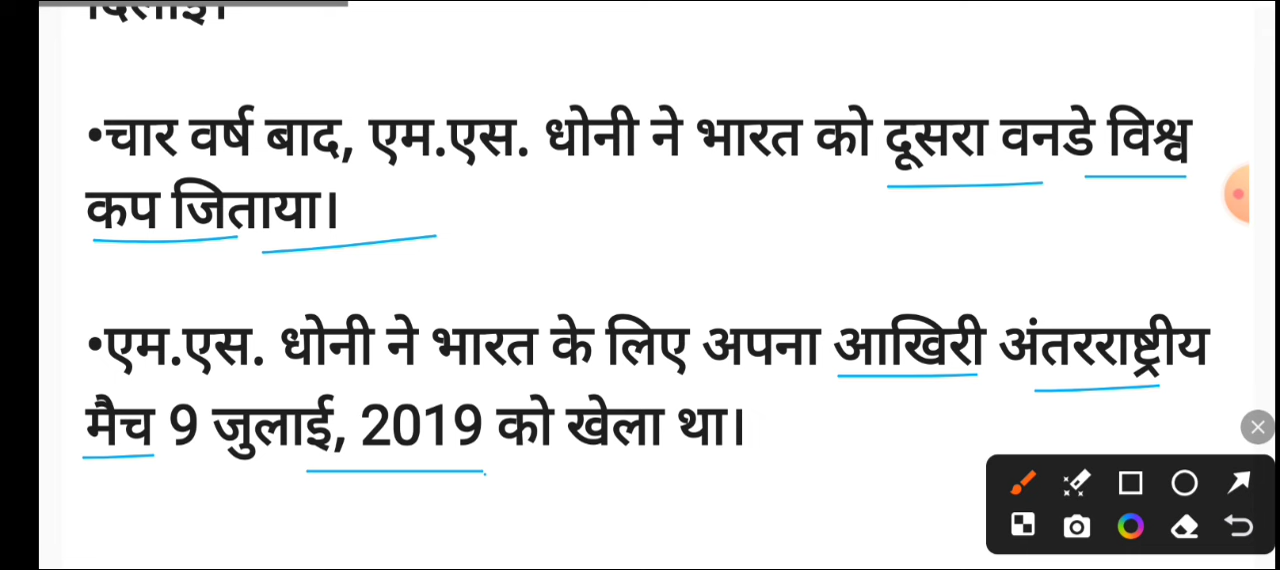 •चार वर्ष बाद, एम.एस. धोनी ने भारत को दूसरा वनडे विश्व
कप जिताया।
•एम.एस. धोनी ने भारत के लिए अपना आखिरी अंतरराष्ट्रीय
मैच 9 जुलाई, 2019 को खेला था।